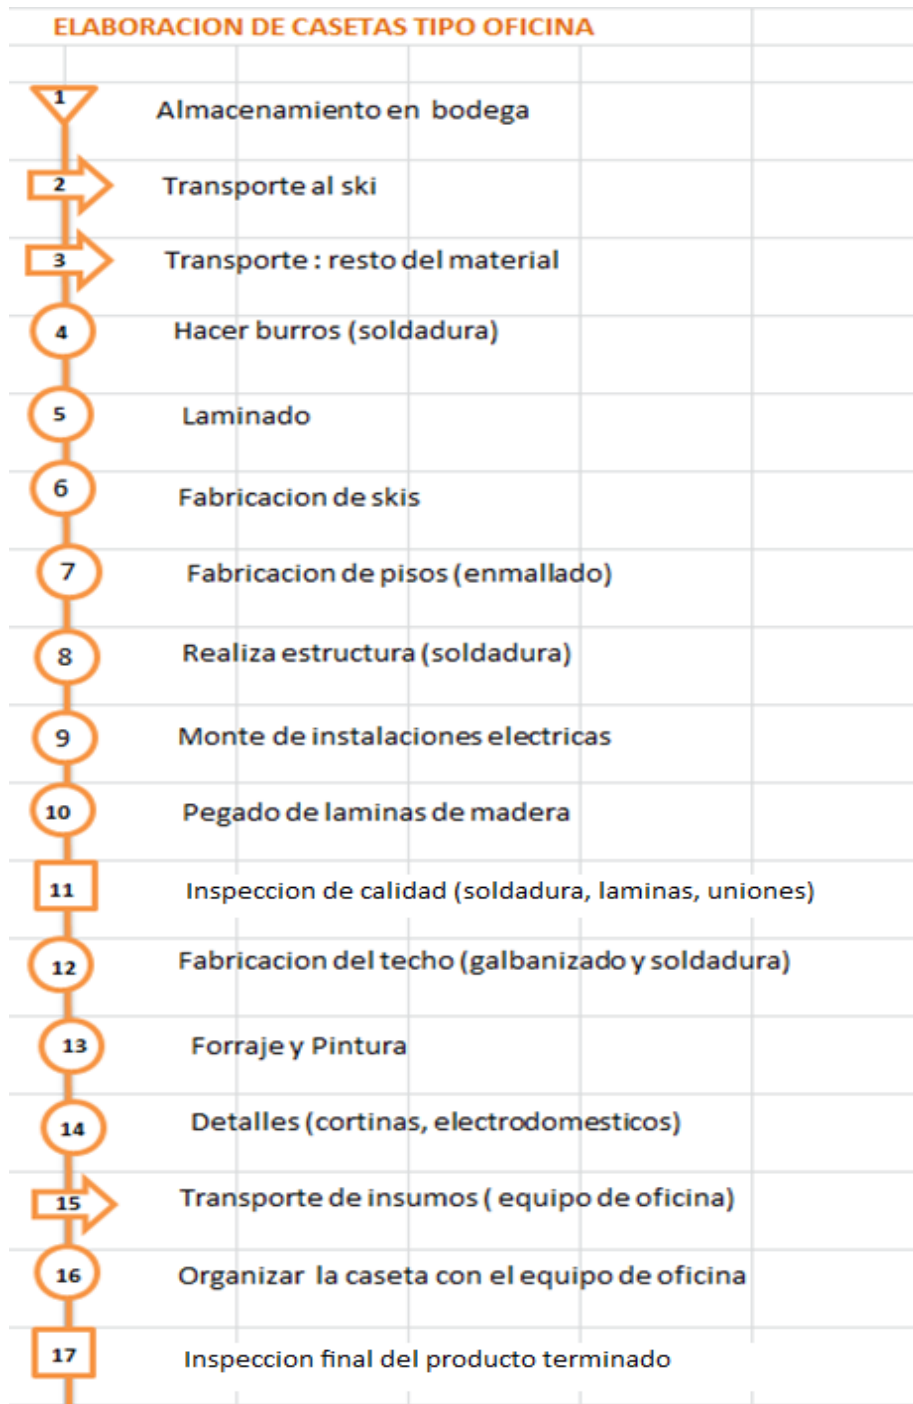 ELABORACION DE CASETAS TIPO OFICINA
1 Almacenamiento en bodega
2 Transporte al ski
3 Transporte : resto del material
4 Hacer burros (soldadura)
5 Laminado
6 Fabricacion de skis
7 Fabricacion de pisos (enmallado)
8 Realiza estructura (soldadura)
9 Monte de instalaciones electricas
10 Pegado de laminas de madera
11 Inspeccion de calidad (soldadura, laminas, uniones)
12 Fabricacion del techo (galbanizado y soldadura)
13 Forraje y Pintura
14 Detalles (cortinas, electrodomesticos)
15 Transporte de insumos ( equipo de oficina)
16 Organizar la caseta con el equipo de oficina
17 Inspeccion final del producto terminado